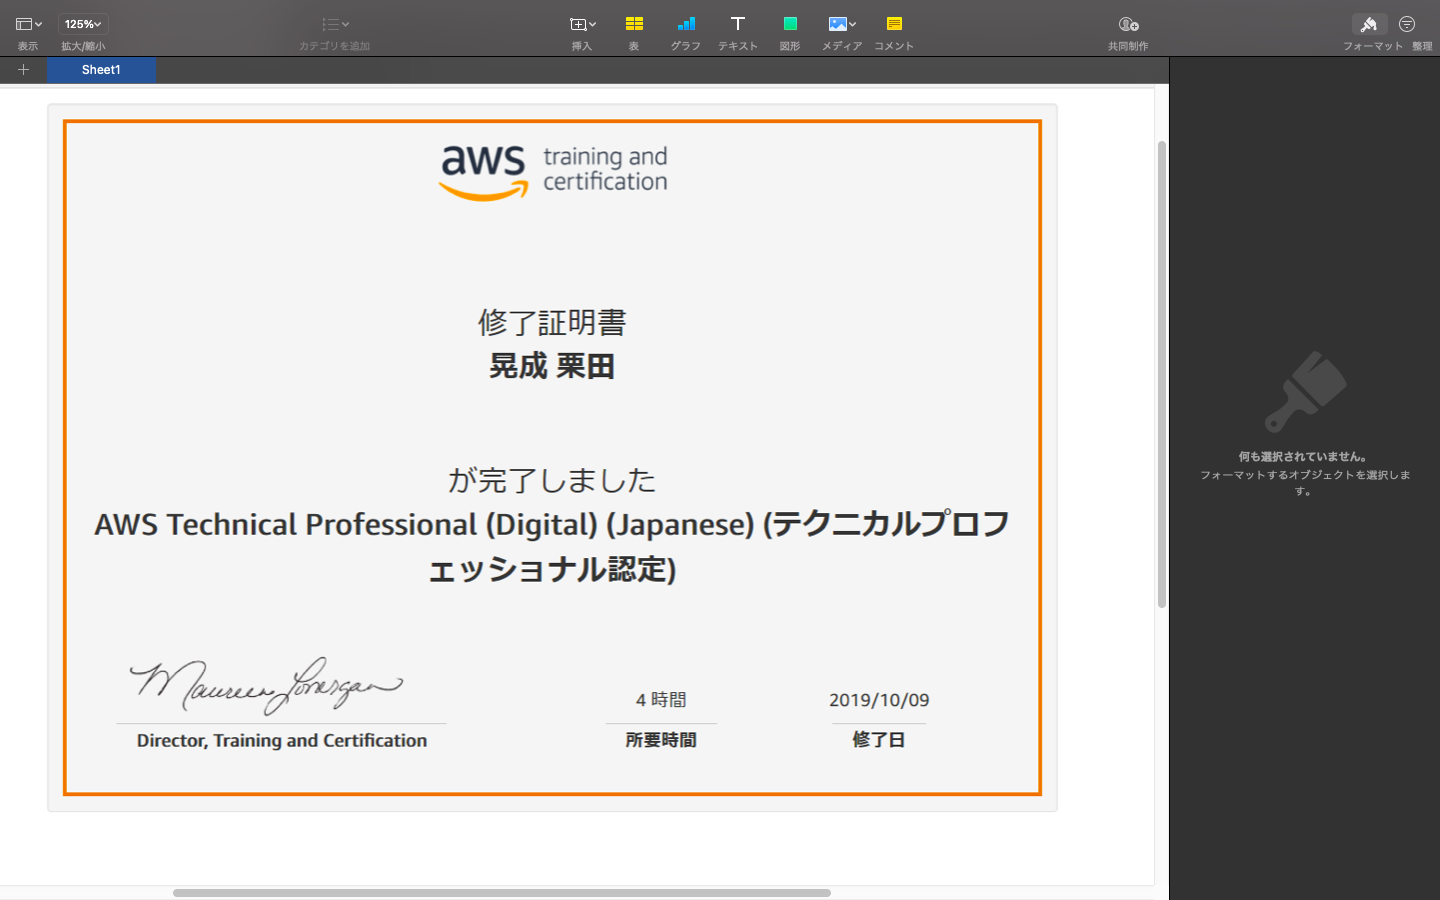 125%
表示
拡大/縮小
カテゴリを追加
挿入
表
グラフ
テキスト
図形
メディア
コメント
共同制作
フォーマット
整理
Sheet1
aws training and
certification
修了証明書
晃成 栗田
が完了しました
AWS Technical Professional (Digital) (Japanese) (テクニカルプロフ
ェッショナル認定)
Maureen Lonergan
Director, Training and Certification
4 時間
所要時間
2019/10/09
修了日
何も選択されていません。
フォーマットするオブジェクトを選択しま
す。